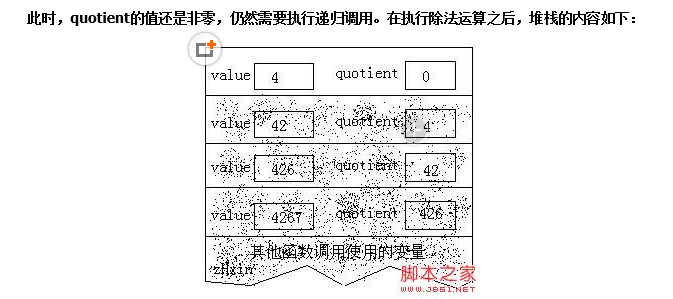 此时，quotient的值还是非零，仍然需要执行递归调用。在执行除法运算之后，堆栈的内容如下：
value 4 quotient 0
value 42 quotient 4
value 426 quotient 42
value 4267 quotient 426
其他函数调用使用的变量
zhxin
脚本之家
www.JB51.NET